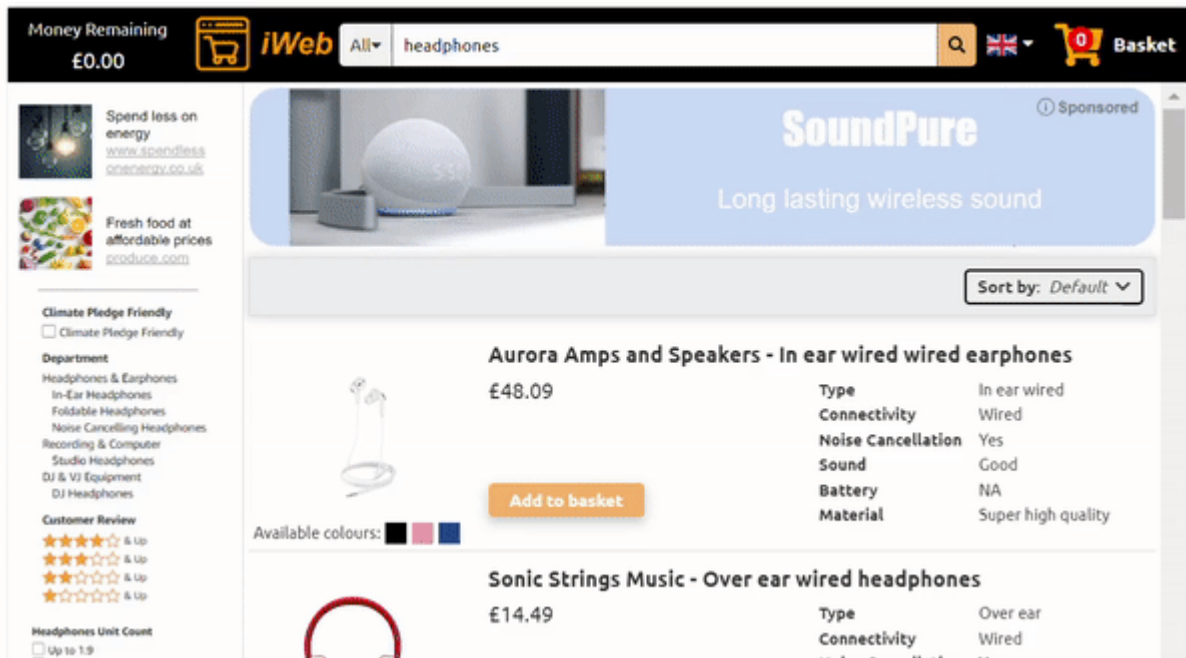 Money Remaining
£0.00
iWeb
All
headphones
0
Basket
Spend less on
energy
www.spendless
onenergy.co.uk
Fresh food at
affordable prices
produce.com
Climate Pledge Friendly
Climate Pledge Friendly
Department
Headphones & Earphones
In-Ear Headphones
Foldable Headphones
Noise Cancelling Headphones
Recording & Computer
Studio Headphones
DJ & VJ Equipment
DJ Headphones
Customer Review
& Up
& Up
& Up
& Up
Headphones Unit Count
Up to 1.9
Sponsored
SoundPure
Long lasting wireless sound
Sort by: Default
Aurora Amps and Speakers - In ear wired wired earphones
£48.09
Type In ear wired
Connectivity Wired
Noise Cancellation Yes
Sound Good
Battery NA
Material Super high quality
Add to basket
Available colours:
Sonic Strings Music - Over ear wired headphones
£14.49
Type Over ear
Connectivity Wired